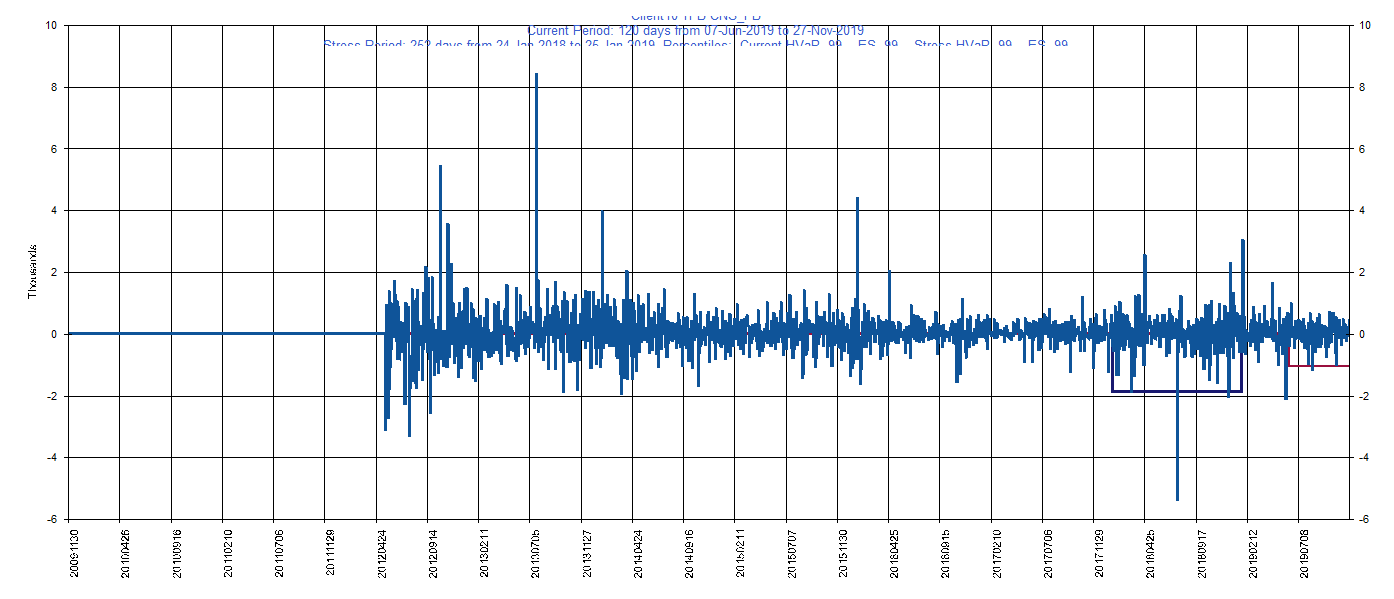 Current Period: 120 days from 07-Jun-2019 to 27-Nov-2019
Stress Period: 252 days from 24-Jan-2018 to 25-Jan-2019 Percentiles: Current HVaR 99 ES 99 Stress HVaR 99 ES 99
10 10
8 8
6 6
4 4
2 2
0 0
-2 -2
-4 -4
-6 -6
Thousands
20091130 20100426 20100916 20110210 20110706 20111129 20120424 20120914 20130211 20130705 20131127 20140424 20140916 20150211 20150707 20151130 20160425 20160915 20170210 20170706 20171129 20180425 20180917 20190212 20190708